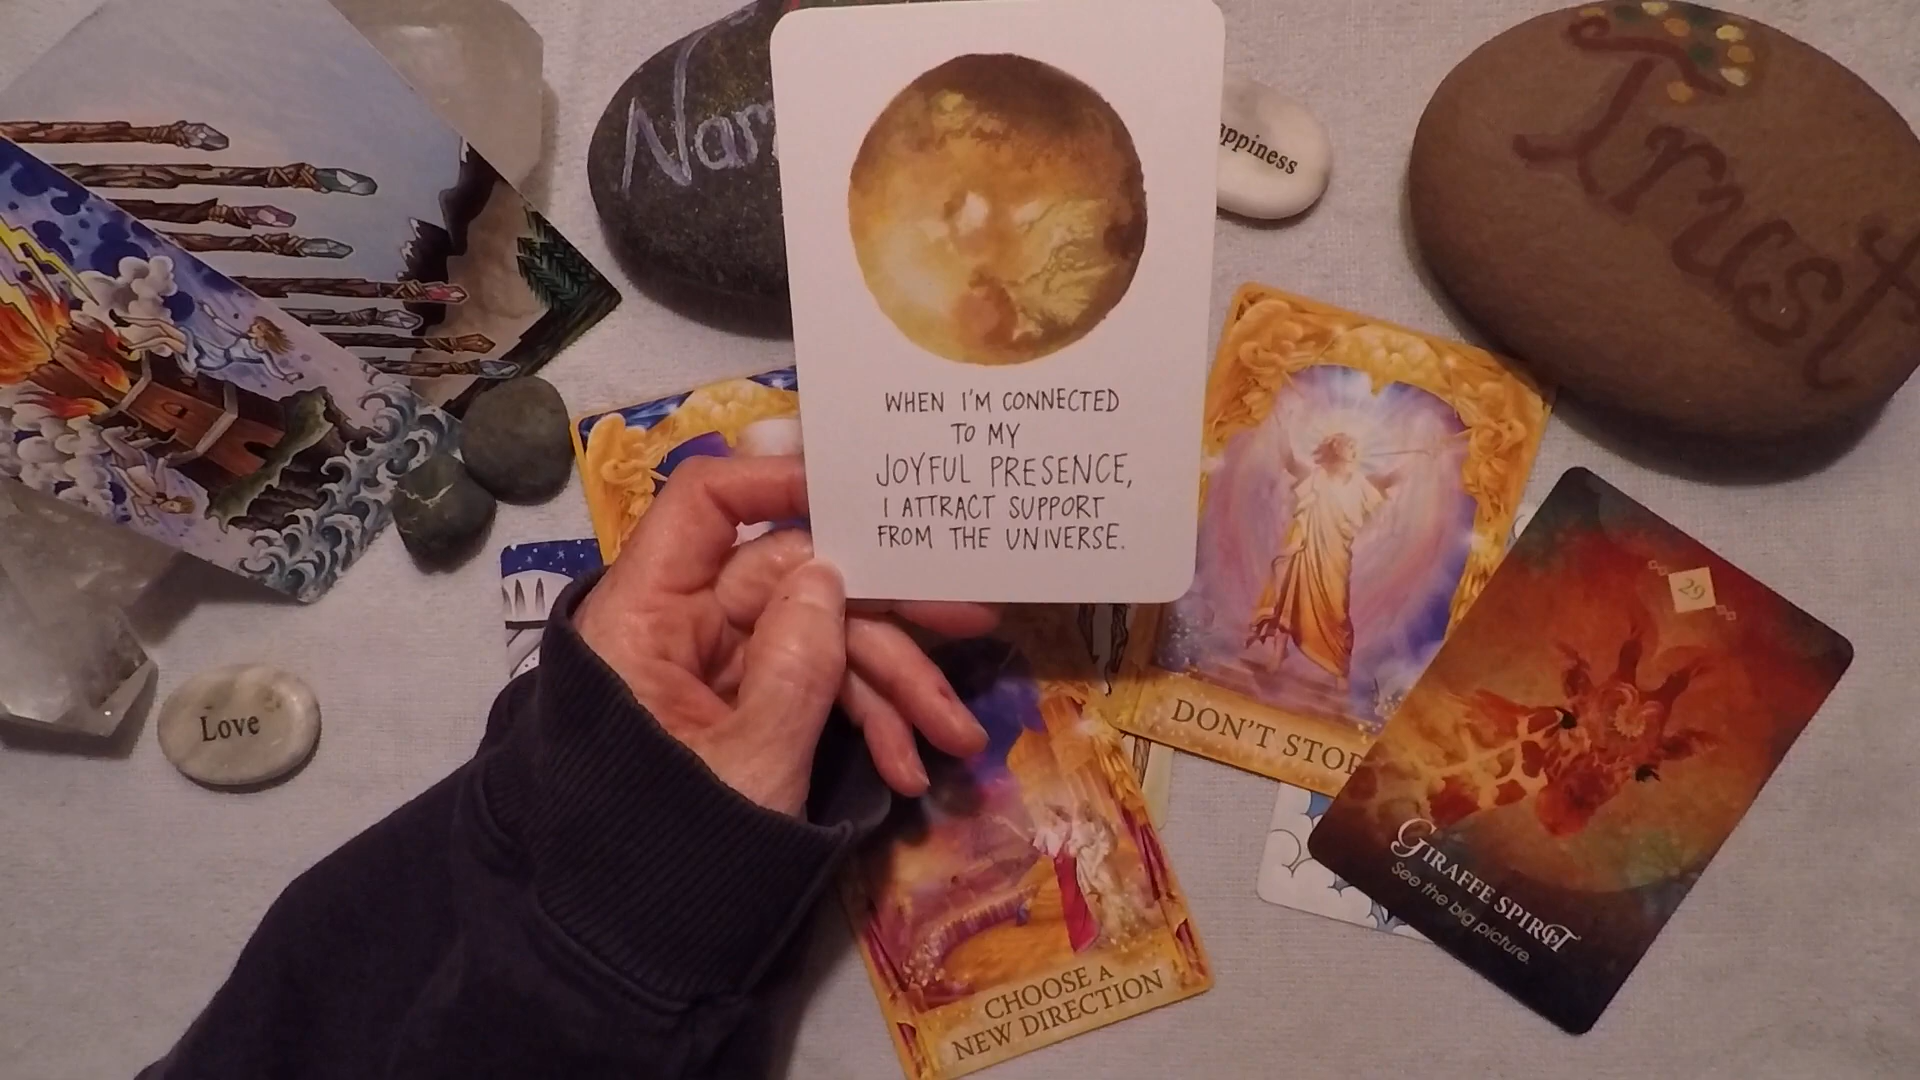 Nam
appiness
Trust
WHEN I'M CONNECTED
TO MY
JOYFUL PRESENCE,
I ATTRACT SUPPORT
FROM THE UNIVERSE.
Love
DON'T STOP
29
GIRAFFE SPIRIT
See the big picture.
CHOOSE A
NEW DIRECTION